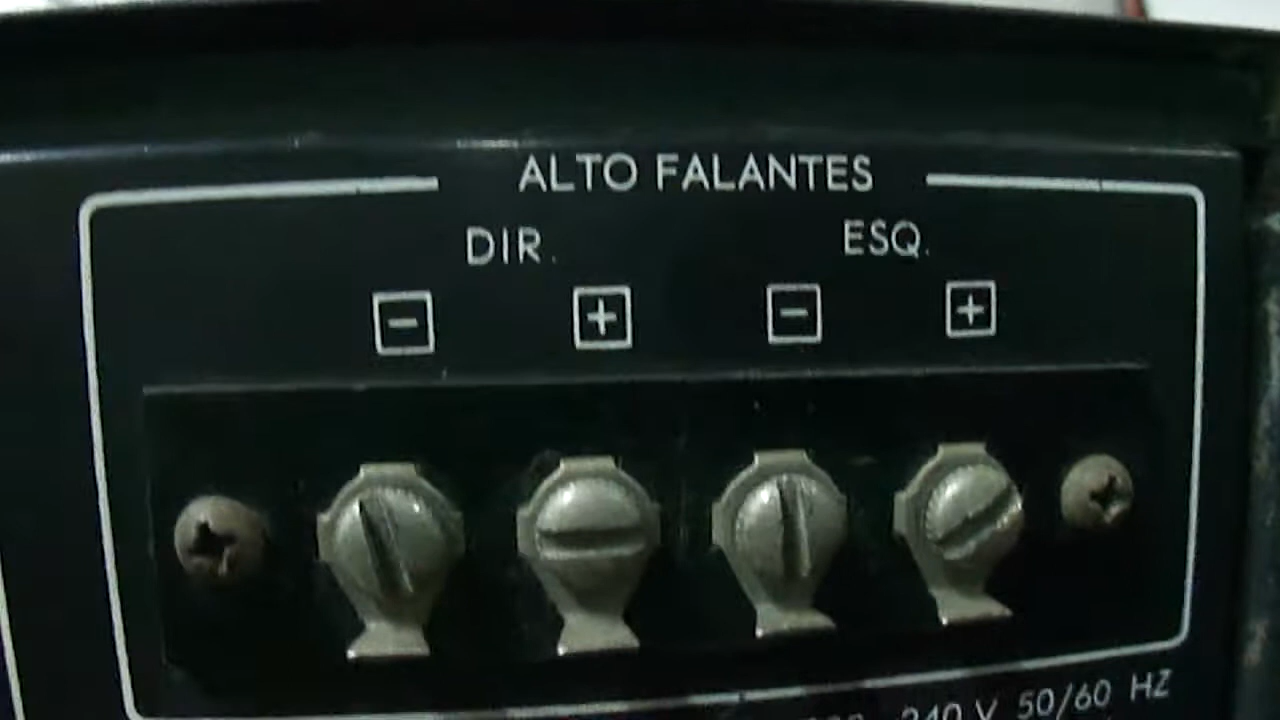 ALTO FALANTES
DIR. ESQ.
- + - +
240 V 50/60 HZ